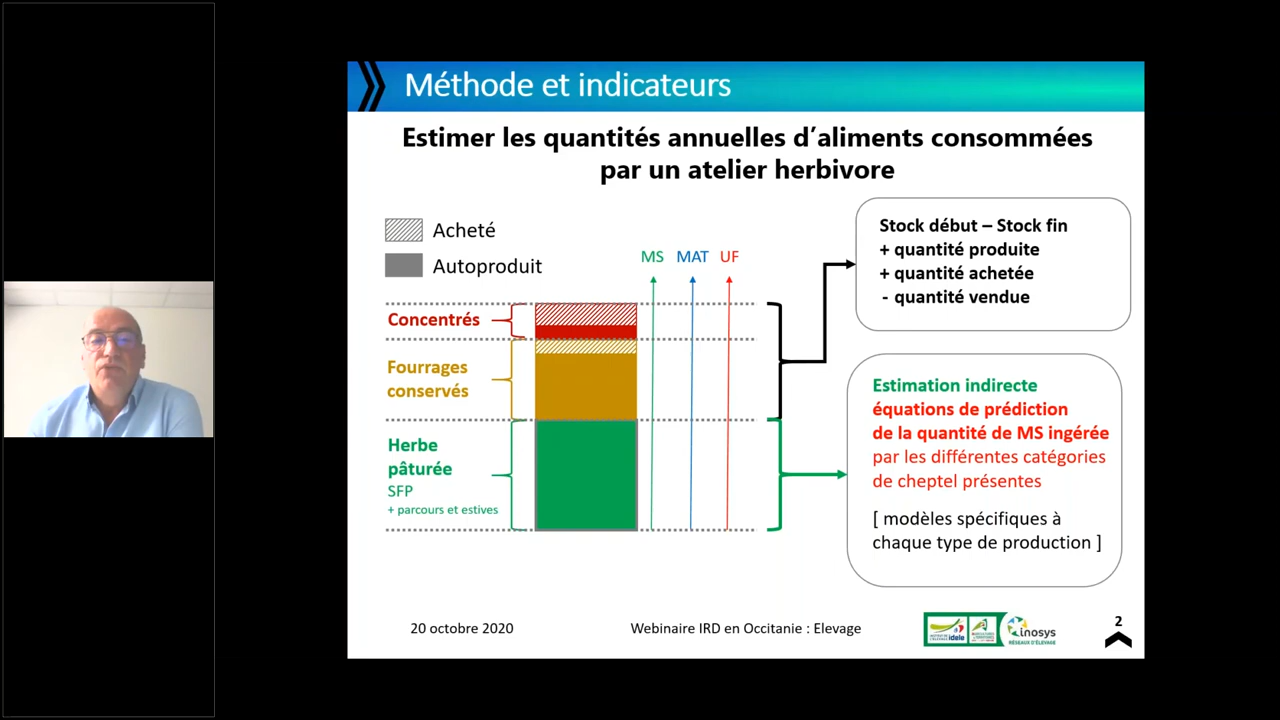 Méthode et indicateurs
Estimer les quantités annuelles d’aliments consommées
par un atelier herbivore
Acheté
Autoproduit
MS MAT UF
Concentrés
Fourrages
conservés
Herbe
pâturée
SFP
+ parcours et estives
Stock début – Stock fin
+ quantité produite
+ quantité achetée
- quantité vendue
Estimation indirecte
équations de prédiction
de la quantité de MS ingérée
par les différentes catégories
de cheptel présentes
[ modèles spécifiques à
chaque type de production ]
20 octobre 2020
Webinaire IRD en Occitanie : Elevage
idele
inosys
RÉSEAUX D'ÉLEVAGE
2